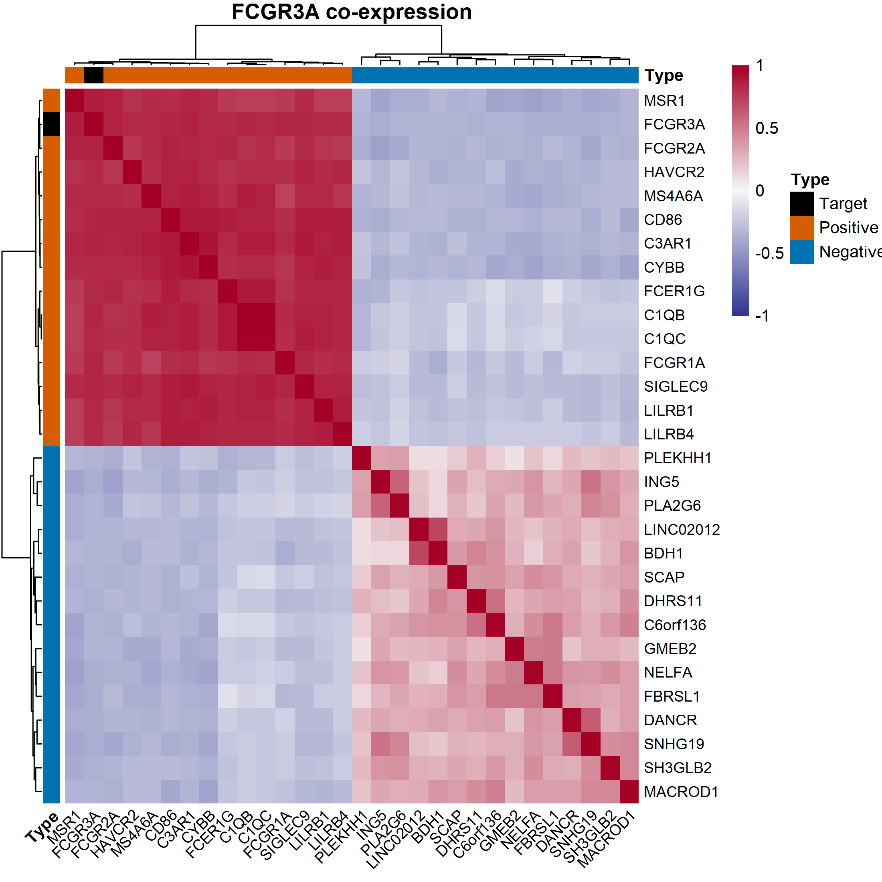 FCGR3A co-expression
Type
MSR1
FCGR3A
FCGR2A
HAVCR2
MS4A6A
CD86
C3AR1
CYBB
FCER1G
C1QB
C1QC
FCGR1A
SIGLEC9
LILRB1
LILRB4
PLEKHH1
ING5
PLA2G6
LINC02012
BDH1
SCAP
DHRS11
C6orf136
GMEB2
NELFA
FBRSL1
DANCR
SNHG19
SH3GLB2
MACROD1
1
0.5
0
-0.5
-1
Type
Target
Positive
Negative
Type
MSR1
FCGR3A
FCGR2A
HAVCR2
MS4A6A
CD86
C3AR1
CYBB
FCER1G
C1QB
C1QC
FCGR1A
SIGLEC9
LILRB1
LILRB4
PLEKHH1
ING5
PLA2G6
LINC02012
BDH1
SCAP
DHRS11
C6orf136
GMEB2
NELFA
FBRSL1
DANCR
SNHG19
SH3GLB2
MACROD1